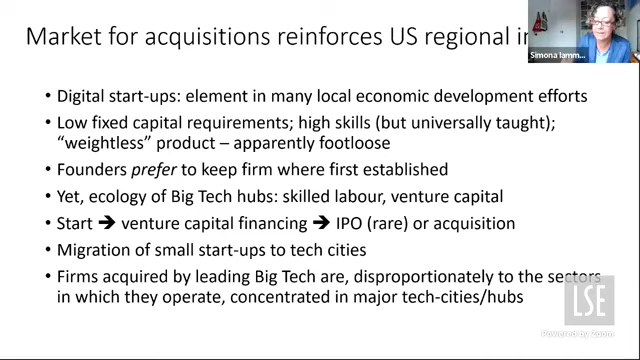 Market for acquisitions reinforces US regional in
Simona Iamm...
• Digital start-ups: element in many local economic development efforts
• Low fixed capital requirements; high skills (but universally taught);
“weightless” product – apparently footloose
• Founders prefer to keep firm where first established
• Yet, ecology of Big Tech hubs: skilled labour, venture capital
• Start ➔ venture capital financing ➔ IPO (rare) or acquisition
• Migration of small start-ups to tech cities
• Firms acquired by leading Big Tech are, disproportionately to the sectors
in which they operate, concentrated in major tech-cities/hubs
LSE
Powered by Zoom